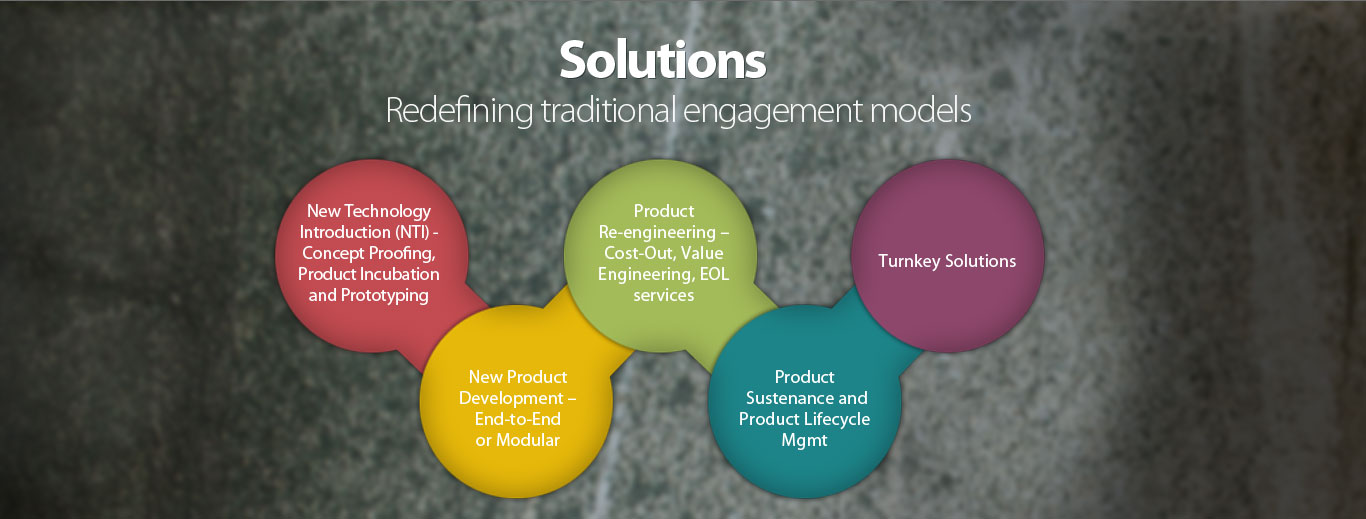 Solutions
Redefining traditional engagement models
New Technology
Introduction (NTI) -
Concept Proofing,
Product Incubation
and Prototyping
New Product
Development –
End-to-End
or Modular
Product
Re-engineering –
Cost-Out, Value
Engineering, EOL
services
Product
Sustenance and
Product Lifecycle
Mgmt
Turnkey Solutions